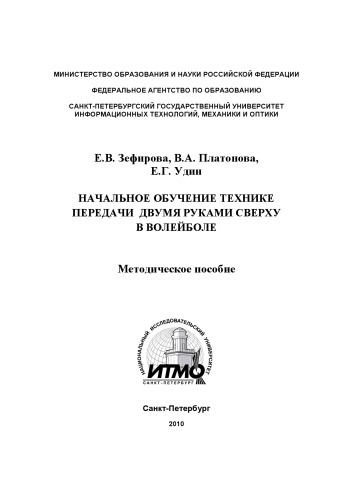 МИНИСТЕРСТВО ОБРАЗОВАНИЯ И НАУКИ РОССИЙСКОЙ ФЕДЕРАЦИИ
ФЕДЕРАЛЬНОЕ АГЕНТСТВО ПО ОБРАЗОВАНИЮ
САНКТ-ПЕТЕРБУРГСКИЙ ГОСУДАРСТВЕННЫЙ УНИВЕРСИТЕТ
ИНФОРМАЦИОННЫХ ТЕХНОЛОГИЙ, МЕХАНИКИ И ОПТИКИ
Е.В. Зефирова, В.А. Платонова,
Е.Г. Удин
НАЧАЛЬНОЕ ОБУЧЕНИЕ ТЕХНИКЕ
ПЕРЕДАЧИ ДВУМЯ РУКАМИ СВЕРХУ
В ВОЛЕЙБОЛЕ
Методическое пособие
НАЦИОНАЛЬНЫЙ ИССЛЕДОВАТЕЛЬСКИЙ УНИВЕРСИТЕТ
ИТМО
САНКТ-ПЕТЕРБУРГ
Санкт-Петербург
2010